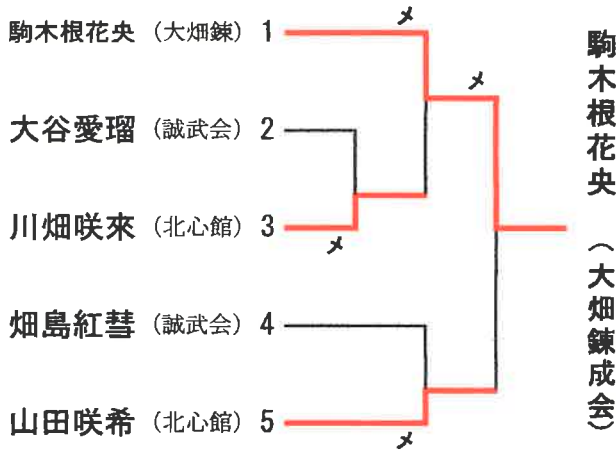 駒木根花央（大畑錬）1
大谷愛瑠（誠武会）2
川畑咲來（北心館）3
畑島紅彗（誠武会）4
山田咲希（北心館）5
メ
メ
メ
メ
駒木根花央（大畑錬成会）